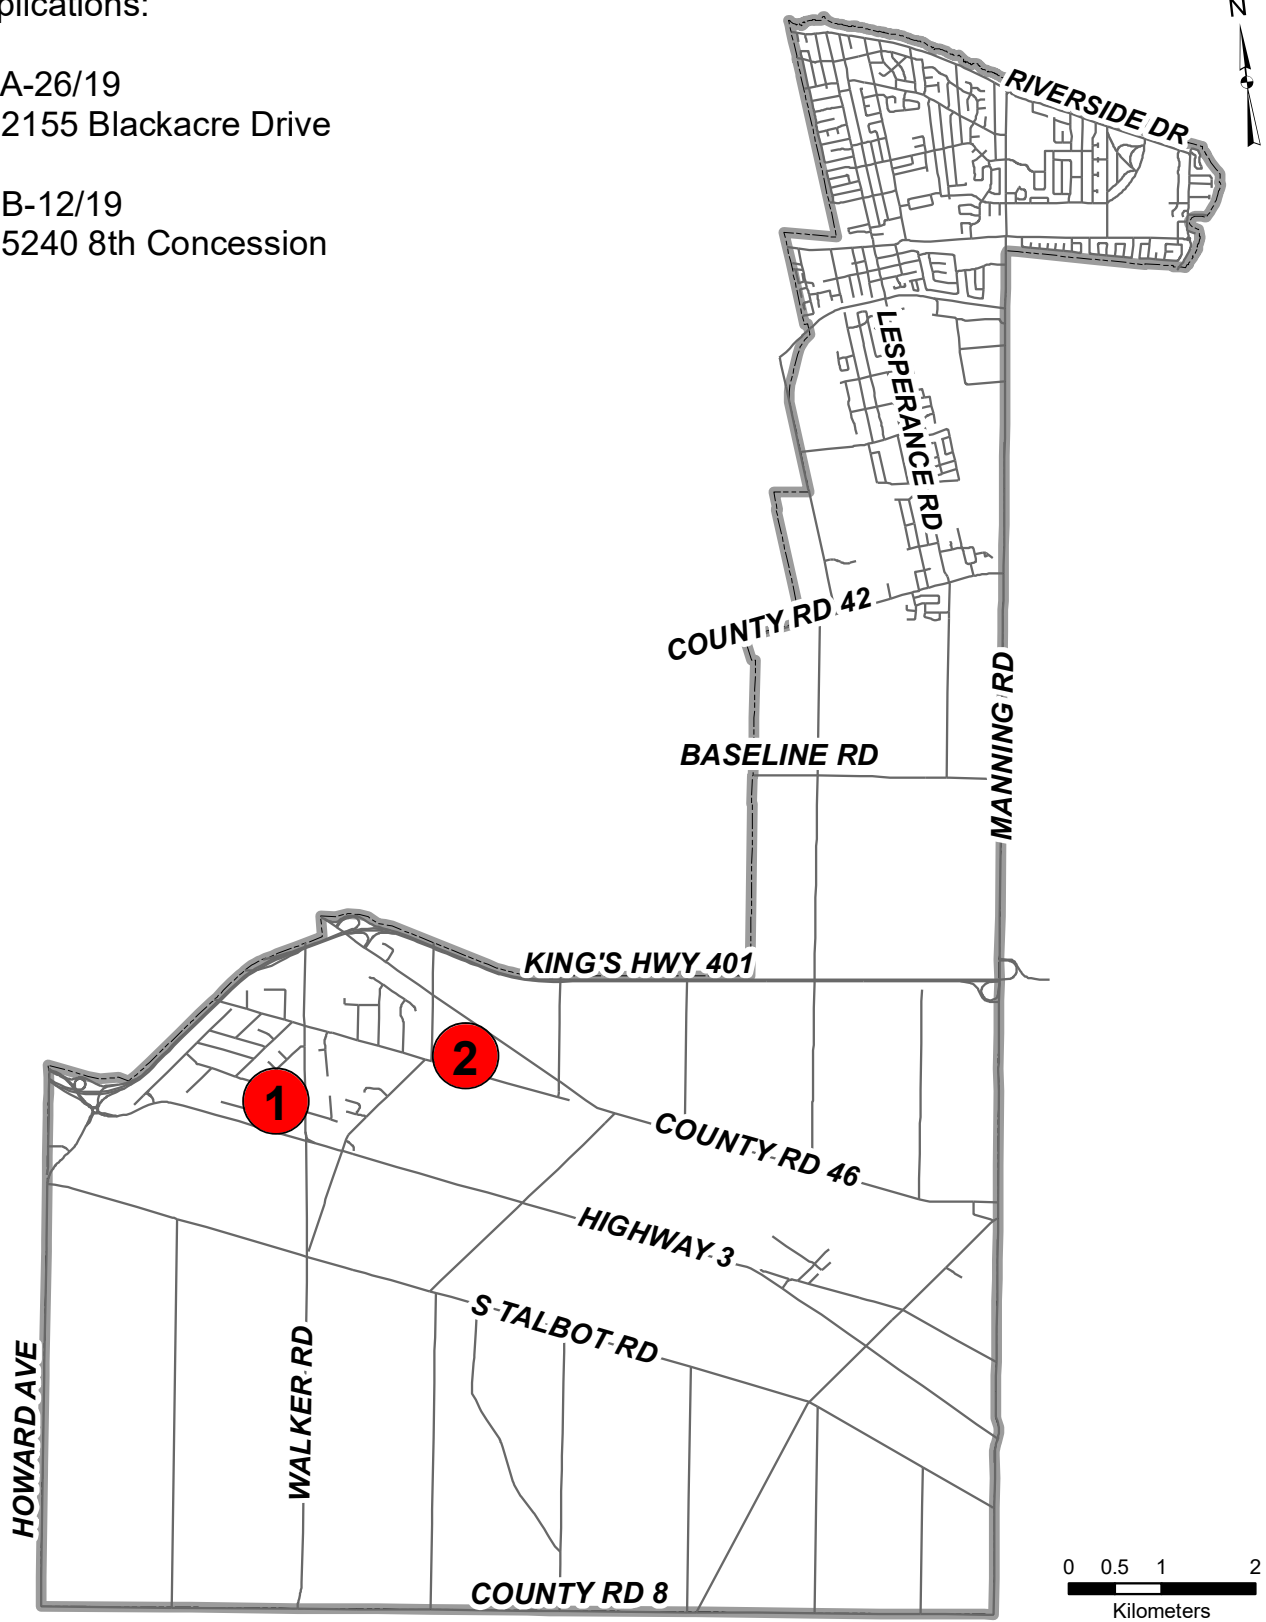 plications:
A-26/19
2155 Blackacre Drive
B-12/19
5240 8th Concession
N
RIVERSIDE DR
LESPERANCE RD
COUNTY RD 42
BASELINE RD
MANNING RD
KING'S HWY 401
2
1
COUNTY RD 46
HIGHWAY 3
S TALBOT RD
HOWARD AVE
WALKER RD
COUNTY RD 8
0 0.5 1 2
Kilometers